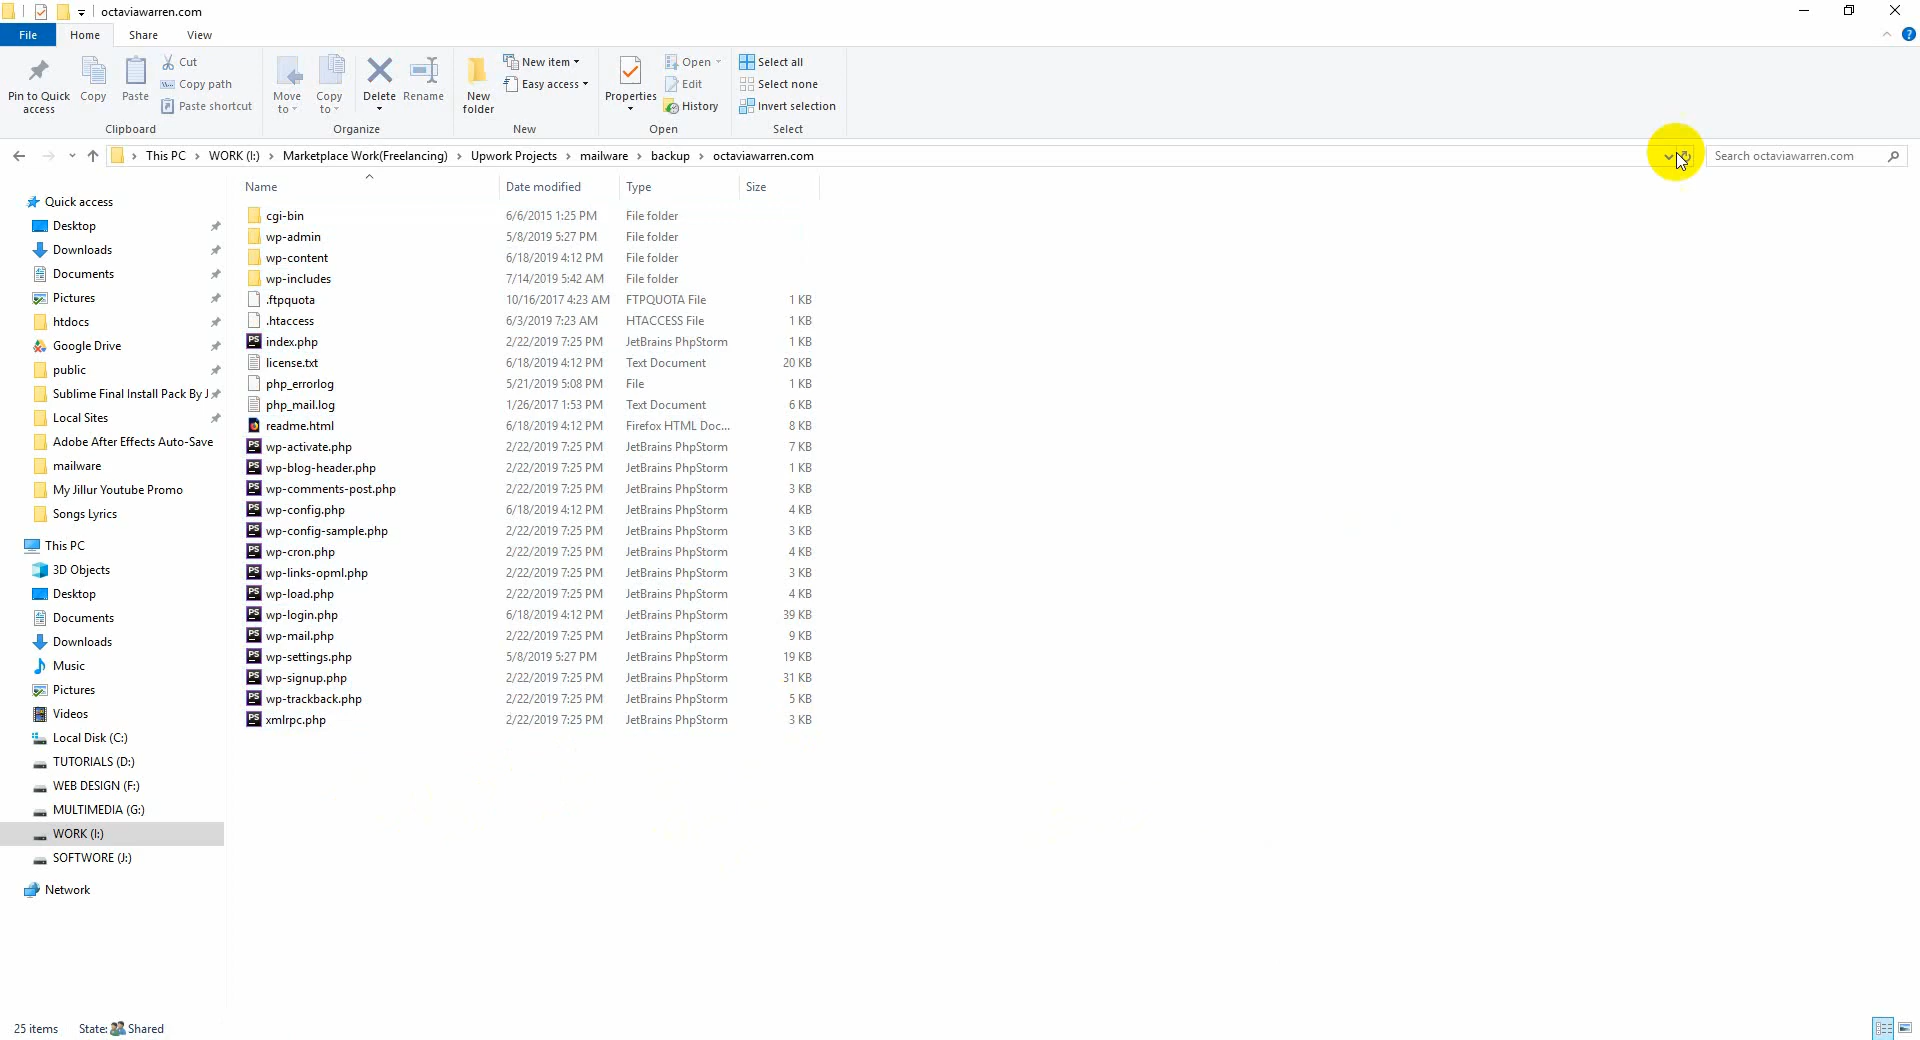 octaviawarren.com
File Home Share View
Pin to Quick access
Copy
Paste
Cut
Copy path
Paste shortcut
Clipboard
Move to
Copy to
Delete
Rename
Organize
New folder
New item
Easy access
New
Properties
Open
Edit
History
Open
Select all
Select none
Invert selection
Select
This PC > WORK (I:) > Marketplace Work(Freelancing) > Upwork Projects > mailware > backup > octaviawarren.com
Search octaviawarren.com
Quick access
Desktop
Downloads
Documents
Pictures
htdocs
Google Drive
public
Sublime Final Install Pack By J
Local Sites
Adobe After Effects Auto-Save
mailware
My Jillur Youtube Promo
Songs Lyrics
This PC
3D Objects
Desktop
Documents
Downloads
Music
Pictures
Videos
Local Disk (C:)
TUTORIALS (D:)
WEB DESIGN (F:)
MULTIMEDIA (G:)
WORK (I:)
SOFTWORE (J:)
Network
Name Date modified Type Size
cgi-bin 6/6/2015 1:25 PM File folder
wp-admin 5/8/2019 5:27 PM File folder
wp-content 6/18/2019 4:12 PM File folder
wp-includes 7/14/2019 5:42 AM File folder
.ftpquota 10/16/2017 4:23 AM FTPQUOTA File 1 KB
.htaccess 6/3/2019 7:23 AM HTACCESS File 1 KB
index.php 2/22/2019 7:25 PM JetBrains PhpStorm 1 KB
license.txt 6/18/2019 4:12 PM Text Document 20 KB
php_errorlog 5/21/2019 5:08 PM File 1 KB
php_mail.log 1/26/2017 1:53 PM Text Document 6 KB
readme.html 6/18/2019 4:12 PM Firefox HTML Doc... 8 KB
wp-activate.php 2/22/2019 7:25 PM JetBrains PhpStorm 7 KB
wp-blog-header.php 2/22/2019 7:25 PM JetBrains PhpStorm 1 KB
wp-comments-post.php 2/22/2019 7:25 PM JetBrains PhpStorm 3 KB
wp-config.php 6/18/2019 4:12 PM JetBrains PhpStorm 4 KB
wp-config-sample.php 2/22/2019 7:25 PM JetBrains PhpStorm 3 KB
wp-cron.php 2/22/2019 7:25 PM JetBrains PhpStorm 4 KB
wp-links-opml.php 2/22/2019 7:25 PM JetBrains PhpStorm 3 KB
wp-load.php 2/22/2019 7:25 PM JetBrains PhpStorm 4 KB
wp-login.php 6/18/2019 4:12 PM JetBrains PhpStorm 39 KB
wp-mail.php 2/22/2019 7:25 PM JetBrains PhpStorm 9 KB
wp-settings.php 5/8/2019 5:27 PM JetBrains PhpStorm 19 KB
wp-signup.php 2/22/2019 7:25 PM JetBrains PhpStorm 31 KB
wp-trackback.php 2/22/2019 7:25 PM JetBrains PhpStorm 5 KB
xmlrpc.php 2/22/2019 7:25 PM JetBrains PhpStorm 3 KB
25 items State: Shared